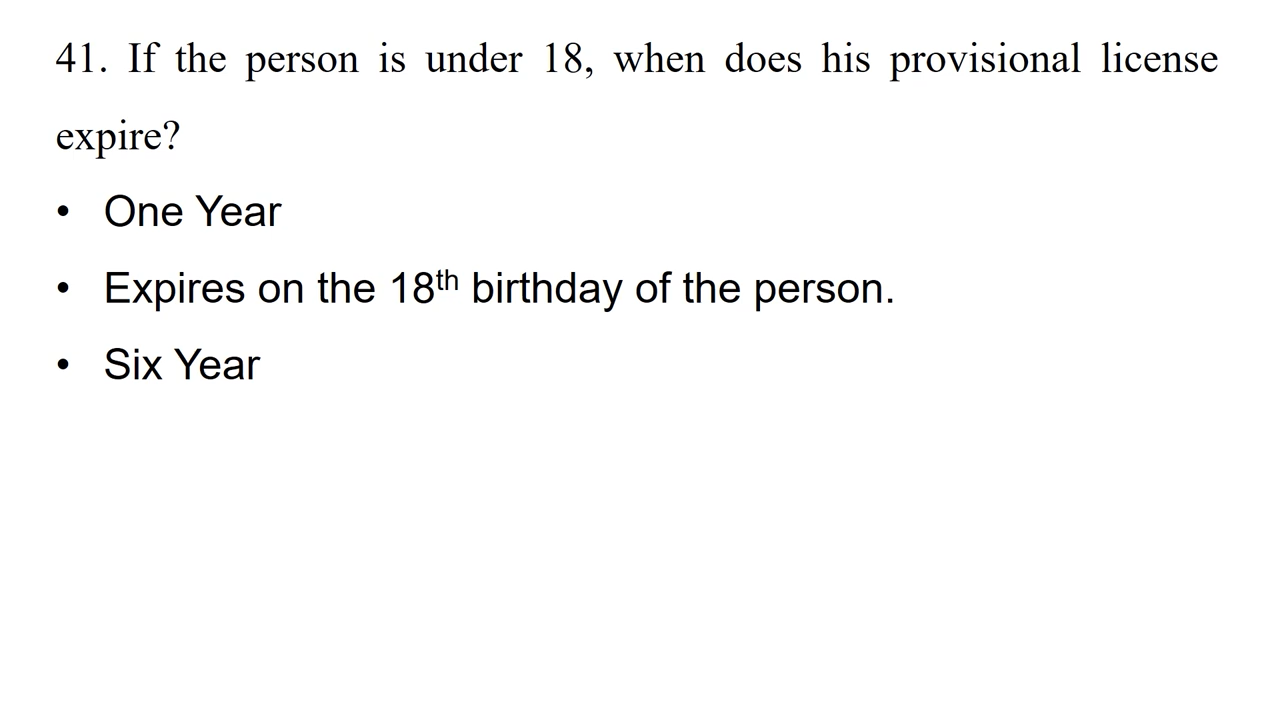 41. If the person is under 18, when does his provisional license
expire?
• One Year
• Expires on the 18th birthday of the person.
• Six Year